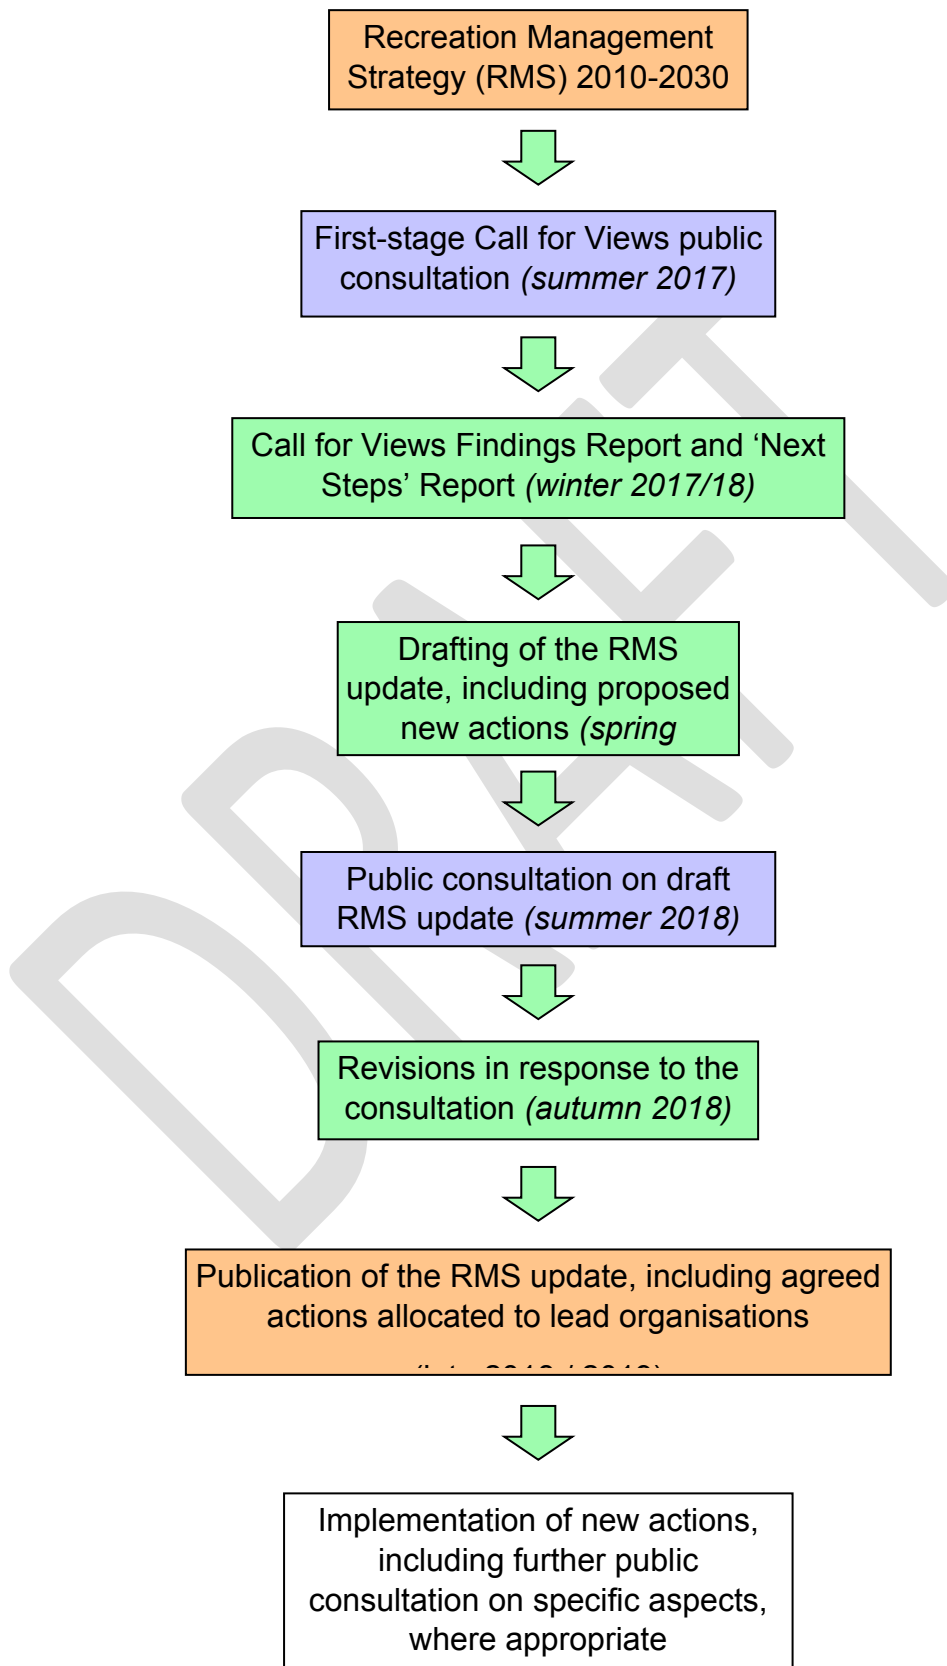 Recreation Management
Strategy (RMS) 2010-2030
First-stage Call for Views public
consultation (summer 2017)
Call for Views Findings Report and ‘Next
Steps’ Report (winter 2017/18)
Drafting of the RMS
update, including proposed
new actions (spring
Public consultation on draft
RMS update (summer 2018)
Revisions in response to the
consultation (autumn 2018)
Publication of the RMS update, including agreed
actions allocated to lead organisations
Implementation of new actions,
including further public
consultation on specific aspects,
where appropriate
DRAFT